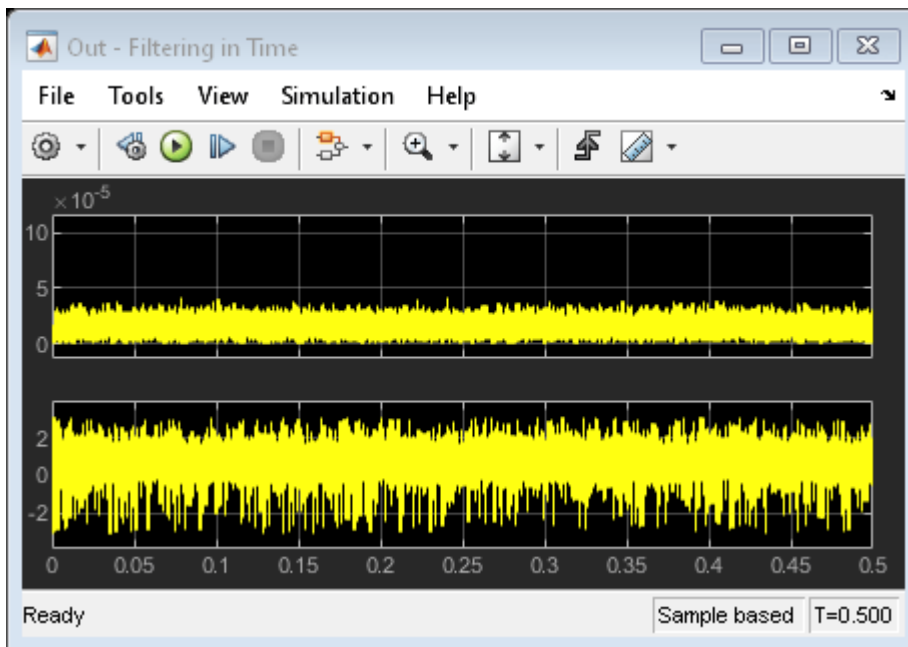 Out - Filtering in Time
File Tools View Simulation Help
×10-5
10
5
0
2
0
-2
0 0.05 0.1 0.15 0.2 0.25 0.3 0.35 0.4 0.45 0.5
Ready Sample based T=0.500